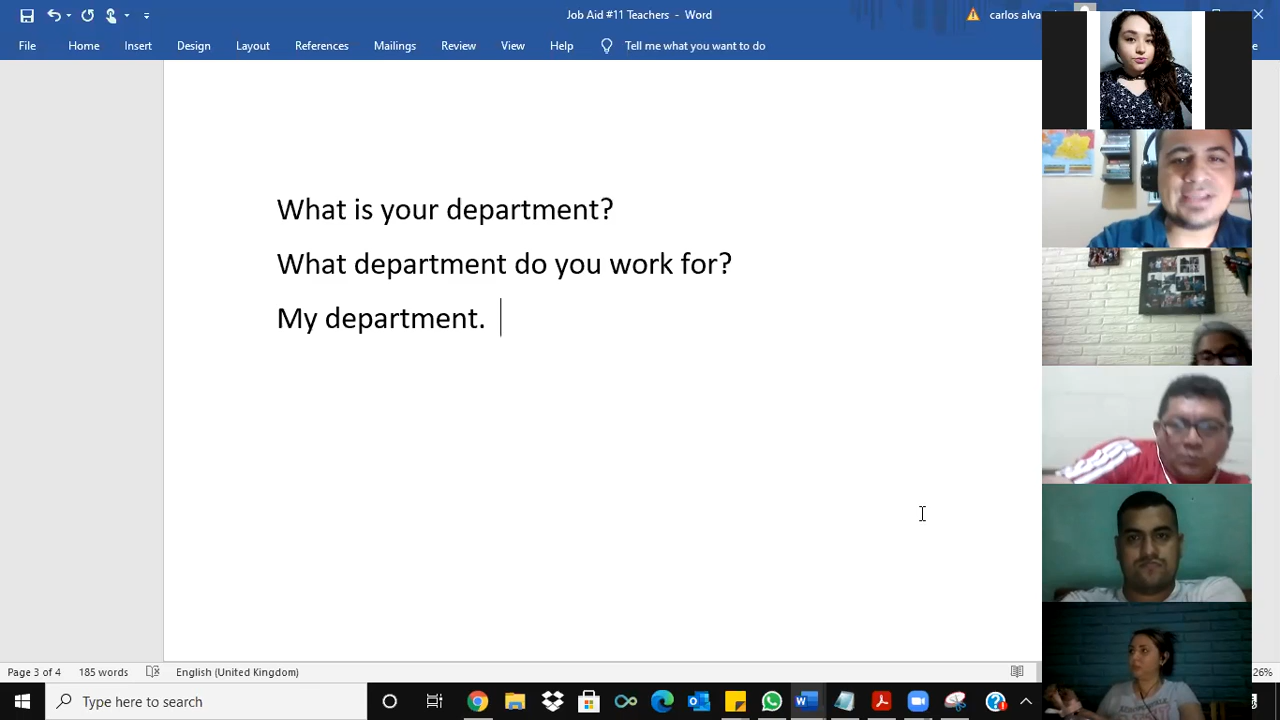 Job Aid #11 Teachers - Word
carlos alva
File Home Insert Design Layout References Mailings Review View Help Tell me what you want to do
What is your department?
What department do you work for?
My department.
Page 3 of 4 185 words English (United Kingdom)
26%
Type here to search